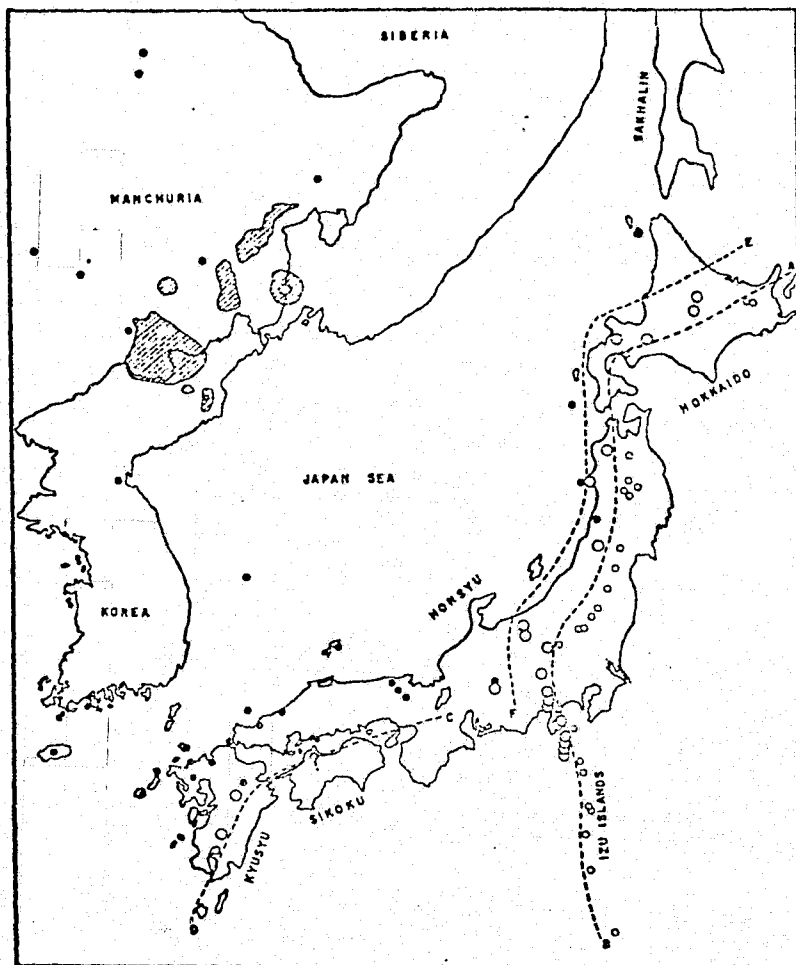 SIBERIA
SAKHALIN
MANCHURIA
E
A
HOKKAIDO
JAPAN SEA
KOREA
HONSYU
F
C
SIKOKU
KYUSYU
IZU ISLANDS
D
B